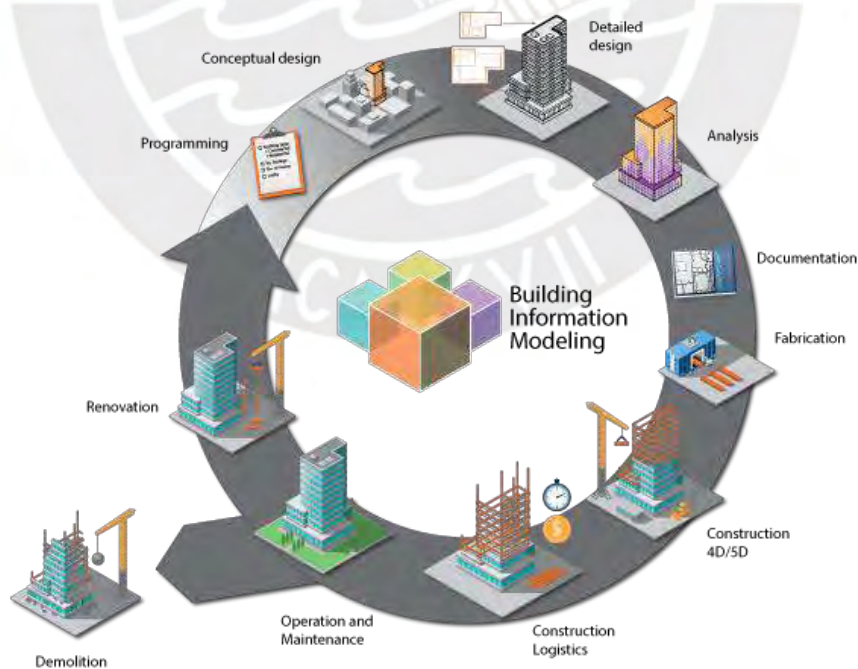 Detailed
design
Conceptual design
Programming
Analysis
Documentation
Building
Information
Modeling
Fabrication
Renovation
Construction
4D/5D
Operation and
Maintenance
Construction
Logistics
Demolition
$